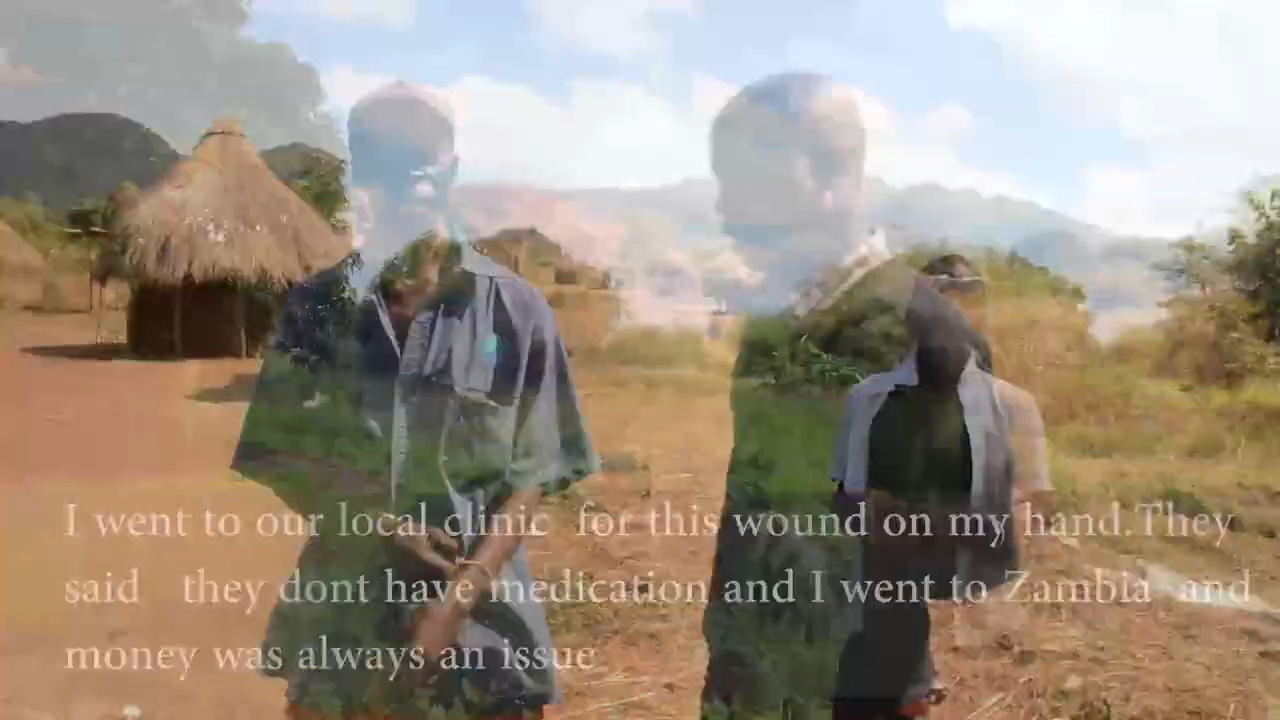 I went to our local clinic for this wound on my hand.They
said they dont have medication and I went to Zambia and
money was always an issue